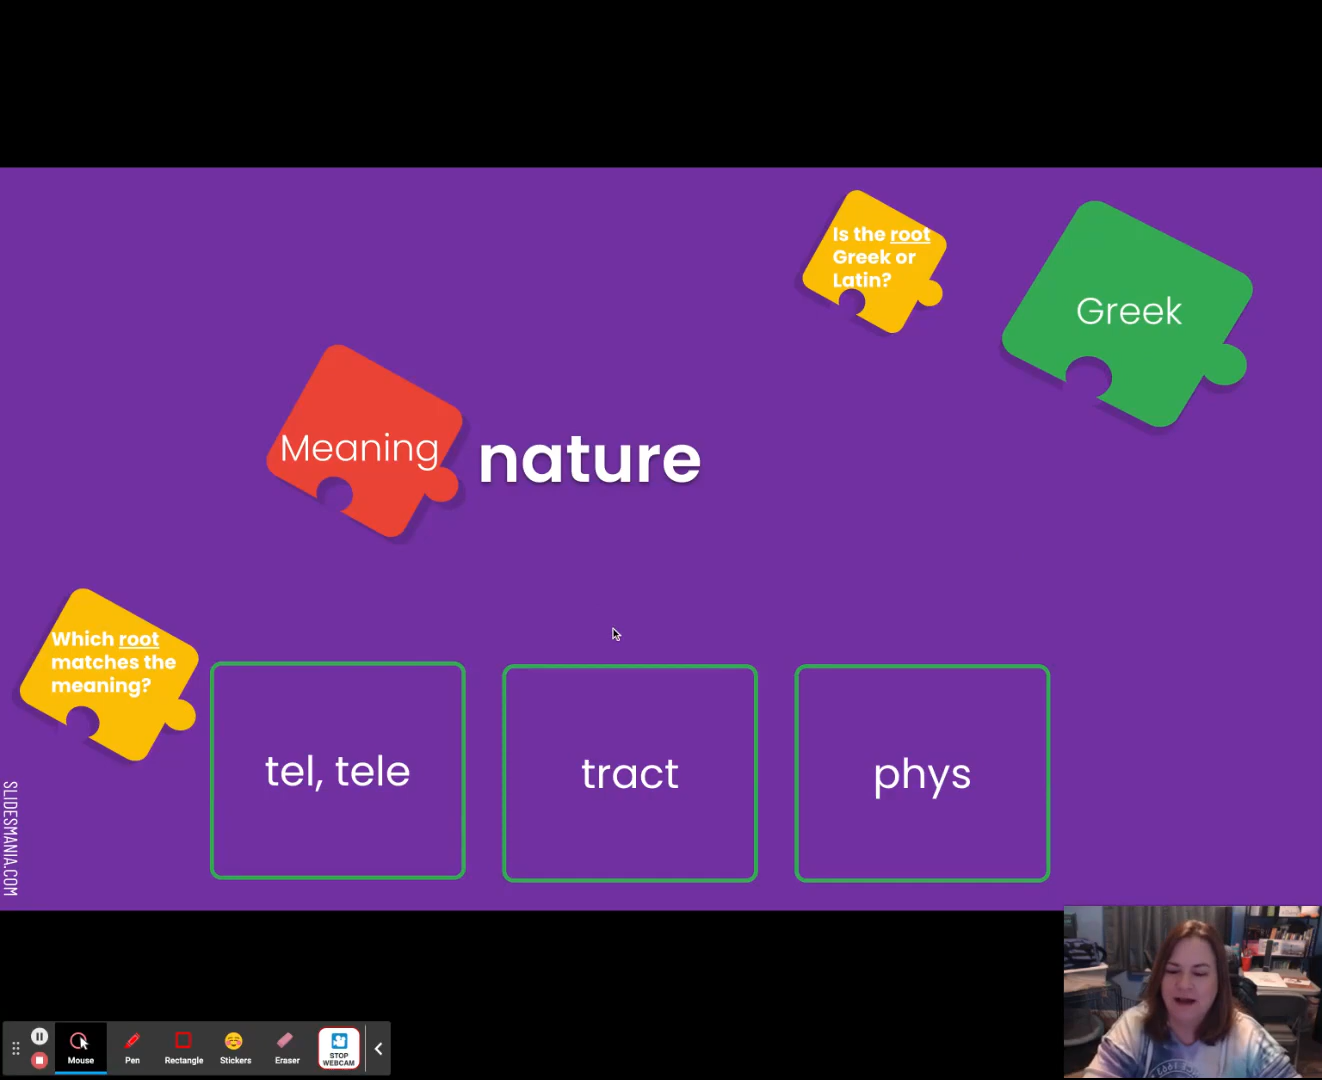 Is the root
Greek or
Latin?
Greek
Meaning
nature
Which root
matches the
meaning?
tel, tele
tract
phys
SLIDESMANIA.COM
Mouse
Pen
Rectangle
Stickers
Eraser
STOP
WEBCAM